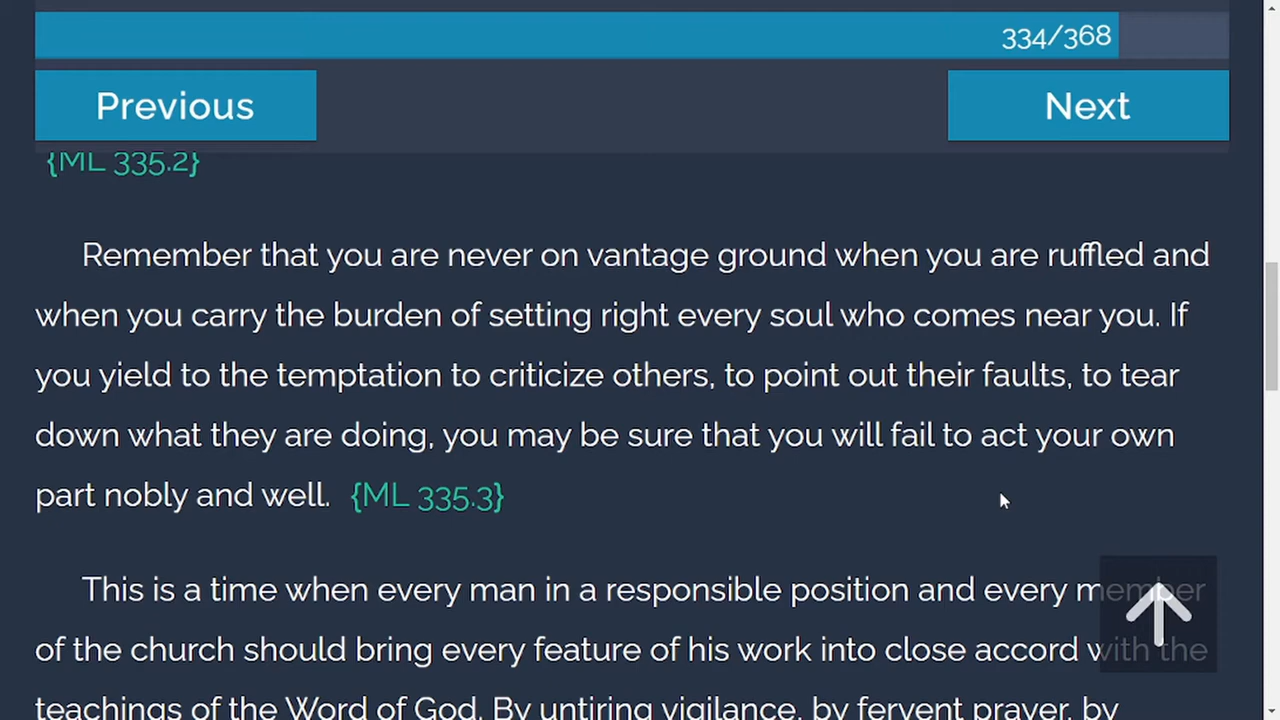 334/368
Previous
Next
{ML 335.2}
Remember that you are never on vantage ground when you are ruffled and
when you carry the burden of setting right every soul who comes near you. If
you yield to the temptation to criticize others, to point out their faults, to tear
down what they are doing, you may be sure that you will fail to act your own
part nobly and well. {ML 335.3}
This is a time when every man in a responsible position and every member
of the church should bring every feature of his work into close accord with the
teachings of the Word of God. By untiring vigilance, by fervent prayer, by